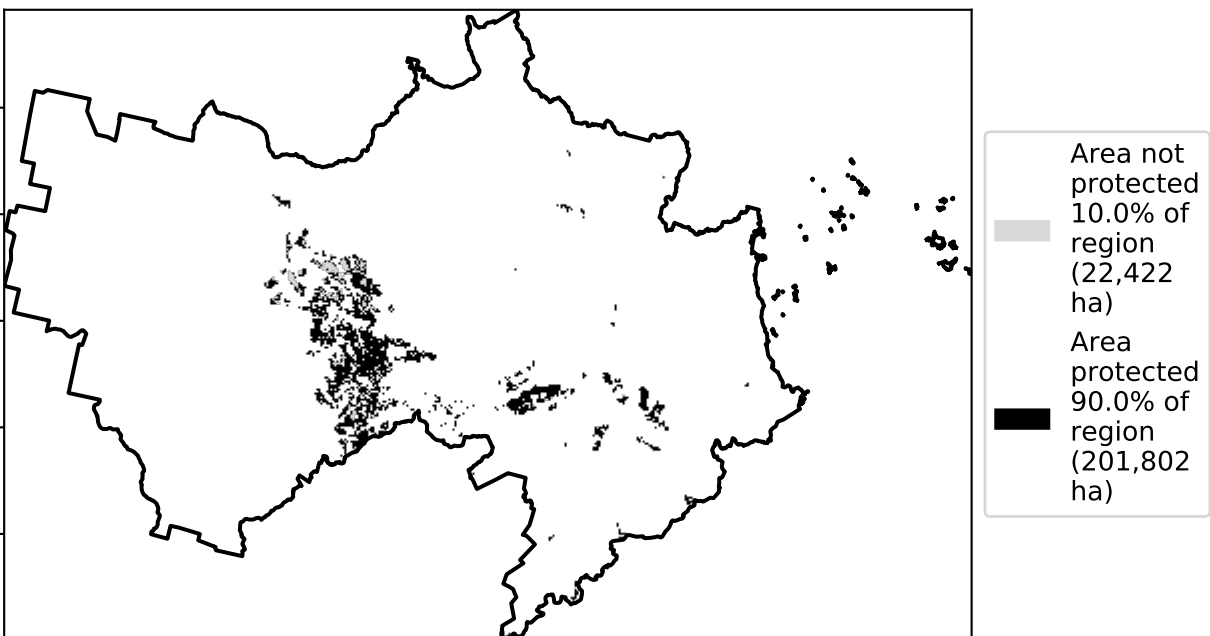 Area not
protected
10.0% of
region
(22,422
ha)
Area
protected
90.0% of
region
(201,802
ha)